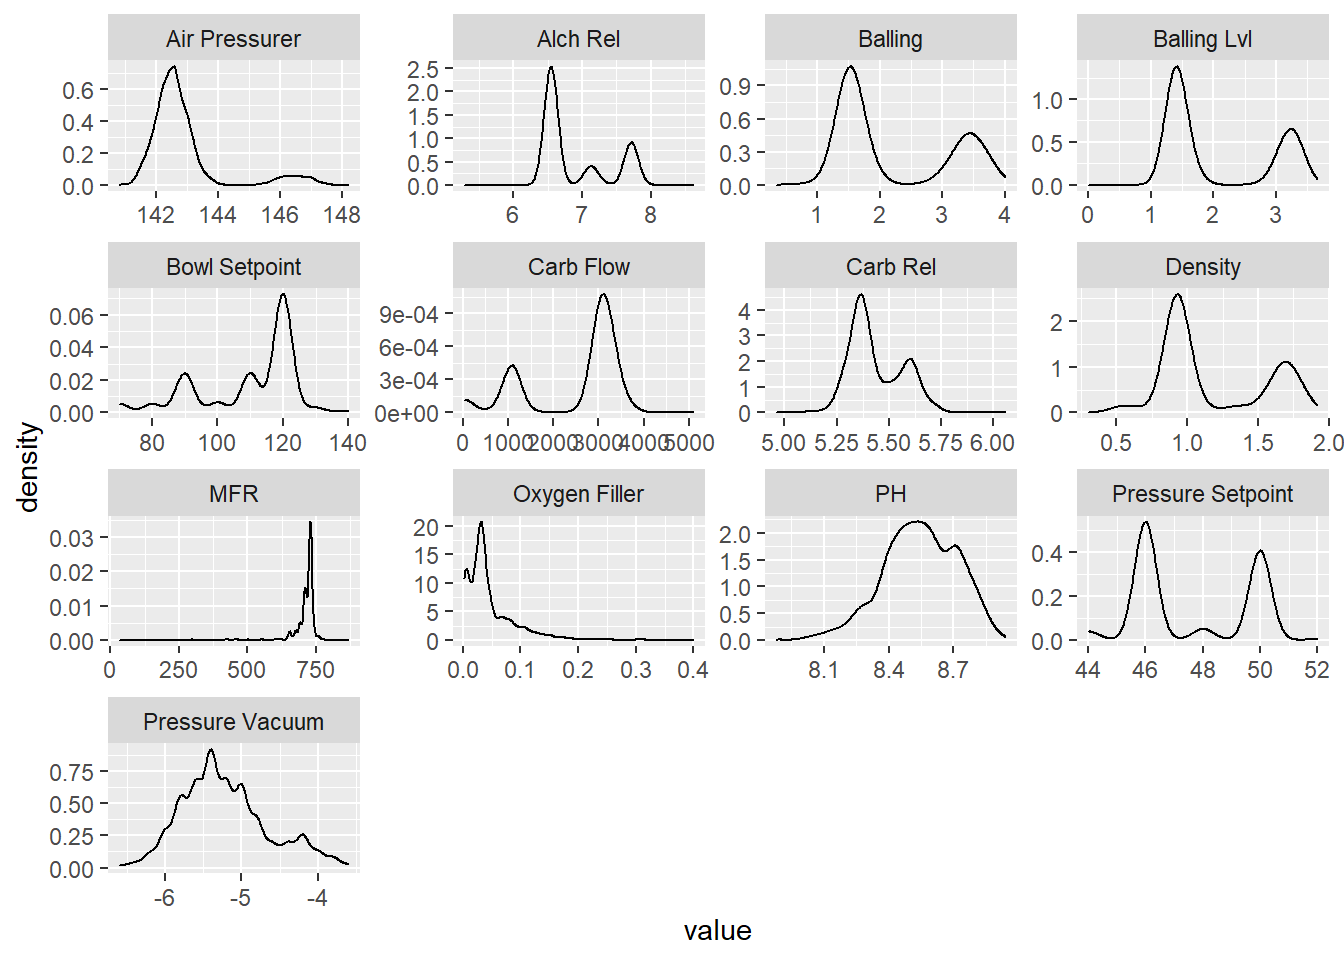 Air Pressurer
Alch Rel
Balling
Balling Lvl
0.6
0.4
0.2
0.0
2.5
2.0
1.5
1.0
0.5
0.0
0.9
0.6
0.3
0.0
1.0
0.5
0.0
142 144 146 148
6 7 8
1 2 3 4
0 1 2 3
Bowl Setpoint
Carb Flow
Carb Rel
Density
0.06
0.04
0.02
0.00
9e-04
6e-04
3e-04
0e+00
4
3
2
1
0
2
1
0
80 100 120 140
0 1000 2000 3000 4000 5000
5.00 5.25 5.50 5.75 6.00
0.5 1.0 1.5 2.0
MFR
Oxygen Filler
PH
Pressure Setpoint
0.03
0.02
0.01
0.00
20
15
10
5
0
2.0
1.5
1.0
0.5
0.0
0.4
0.2
0.0
0 250 500 750
0.0 0.1 0.2 0.3 0.4
8.1 8.4 8.7
44 46 48 50 52
Pressure Vacuum
0.75
0.50
0.25
0.00
-6 -5 -4
density
value